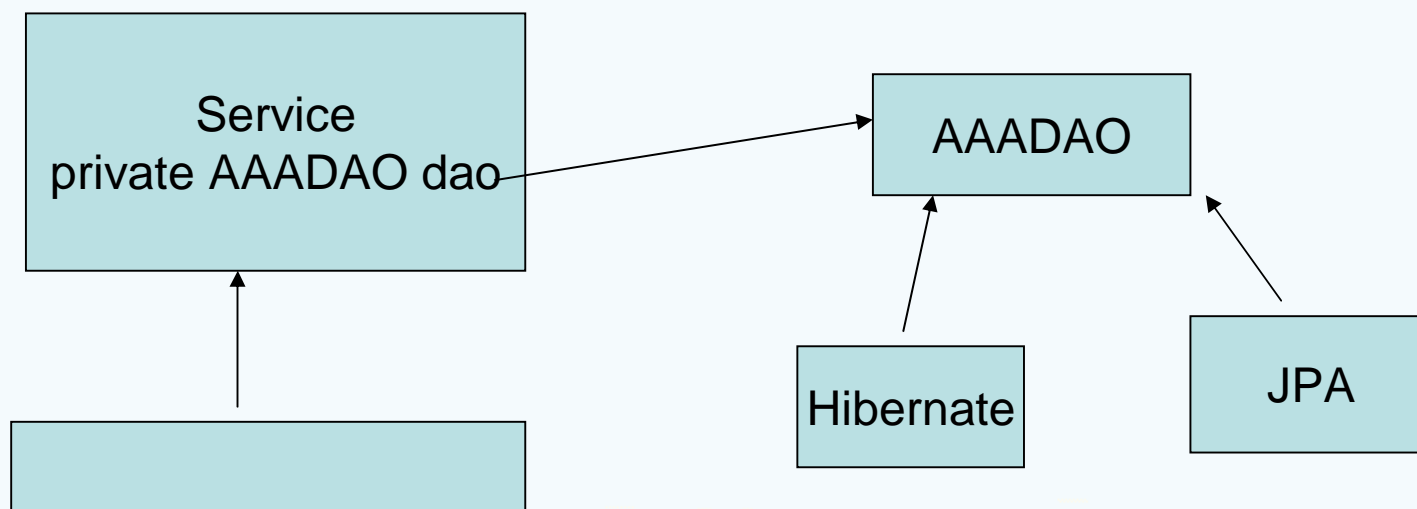 Service
private AAADAO dao
AAADAO
Hibernate
JPA